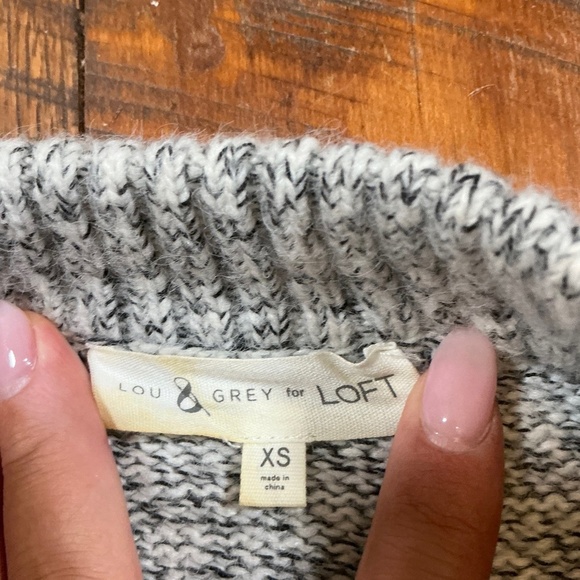 LOU & GREY for LOFT
XS
made in
china